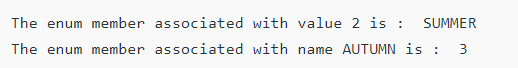 The enum member associated with value 2 is :  SUMMER
The enum member associated with name AUTUMN is :  3